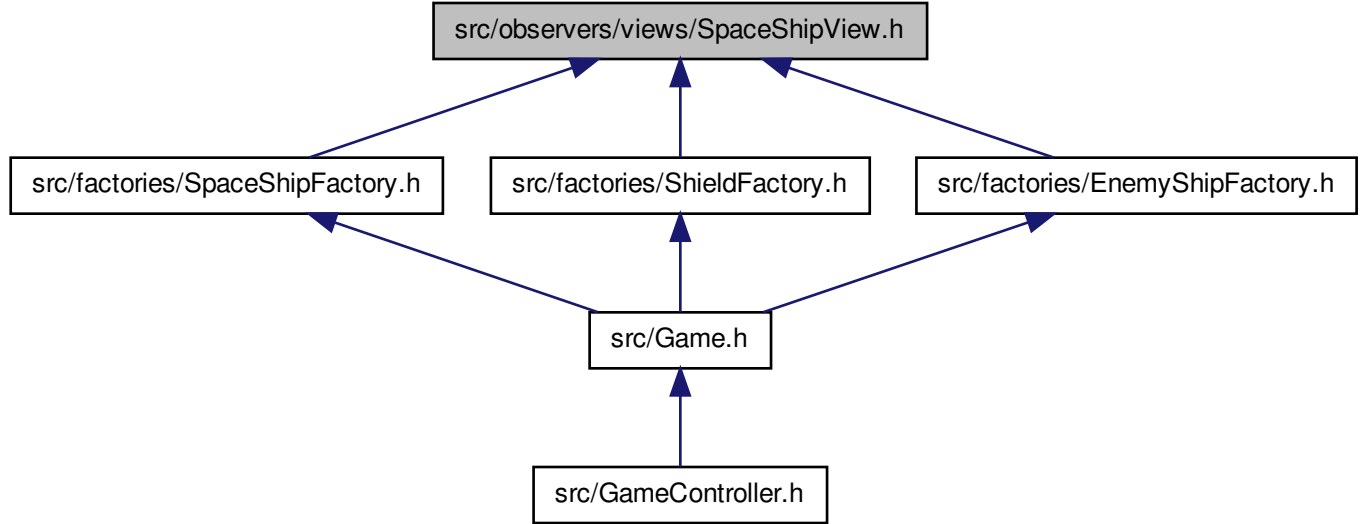 src/observers/views/SpaceShipView.h
src/factories/SpaceShipFactory.h
src/factories/ShieldFactory.h
src/factories/EnemyShipFactory.h
src/Game.h
src/GameController.h